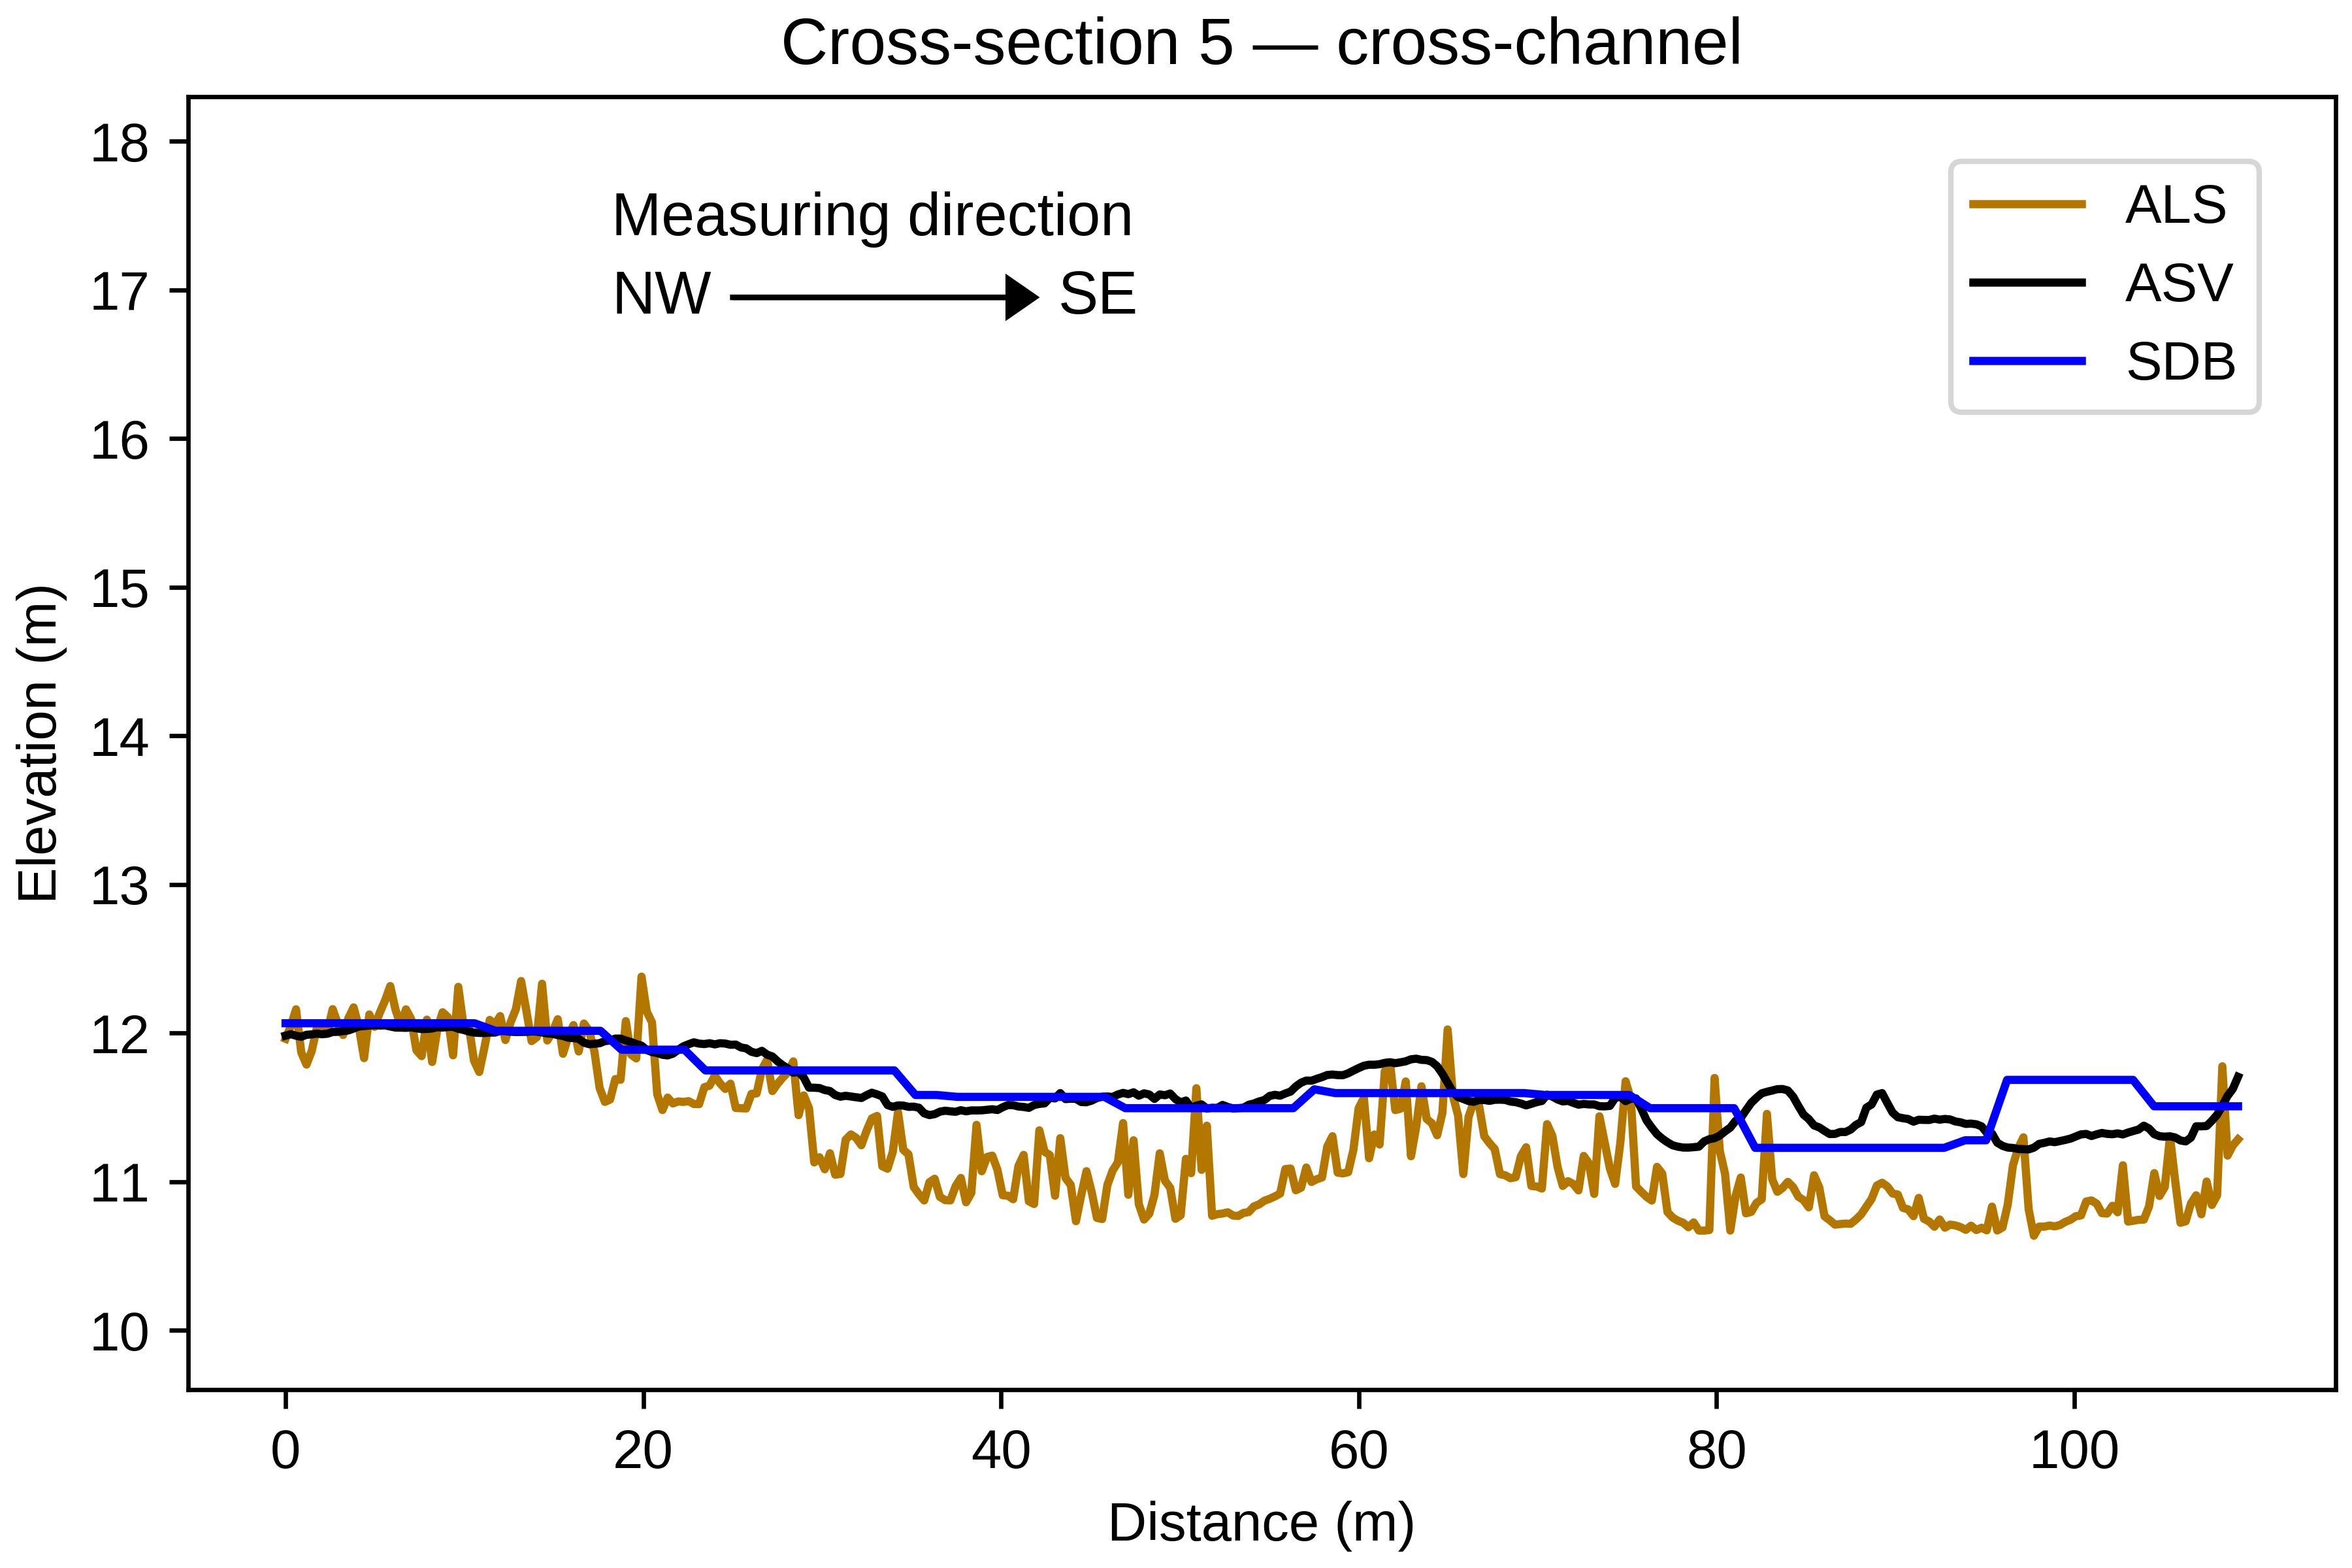 Cross-section 5 — cross-channel
Measuring direction
NW SE
ALS
ASV
SDB
Elevation (m)
18
17
16
15
14
13
12
11
10
0 20 40 60 80 100
Distance (m)